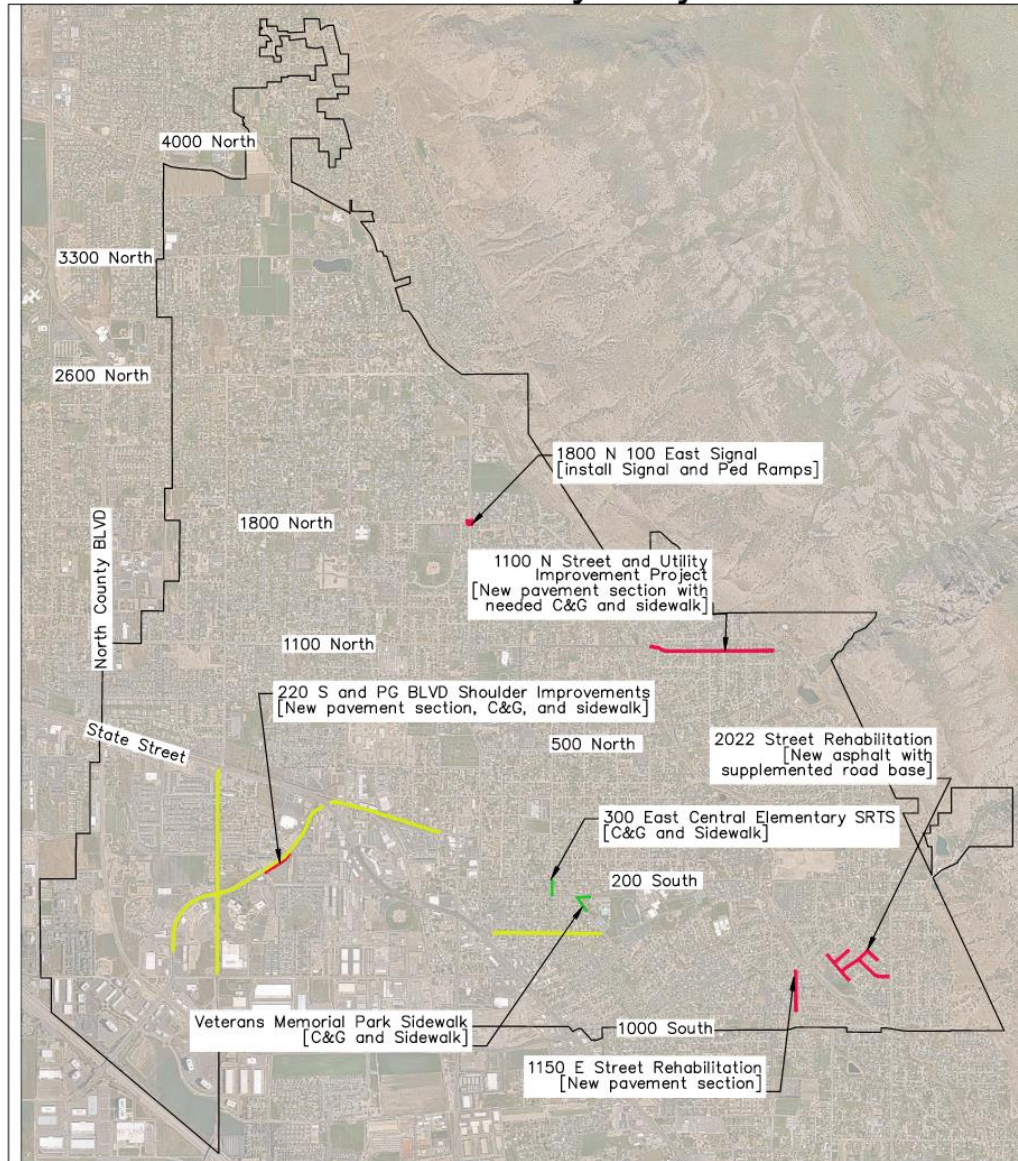 4000 North
3300 North
2600 North
1800 N 100 East Signal
[install Signal and Ped Ramps]
1800 North
North County BLVD
1100 N Street and Utility
Improvement Project
[New pavement section with
needed C&G and sidewalk]
1100 North
220 S and PG BLVD Shoulder Improvements
[New pavement section, C&G, and sidewalk]
State Street
500 North
2022 Street Rehabilitation
[New asphalt with
supplemented road base]
300 East Central Elementary SRTS
[C&G and Sidewalk]
200 South
Veterans Memorial Park Sidewalk
[C&G and Sidewalk]
1000 South
1150 E Street Rehabilitation
[New pavement section]